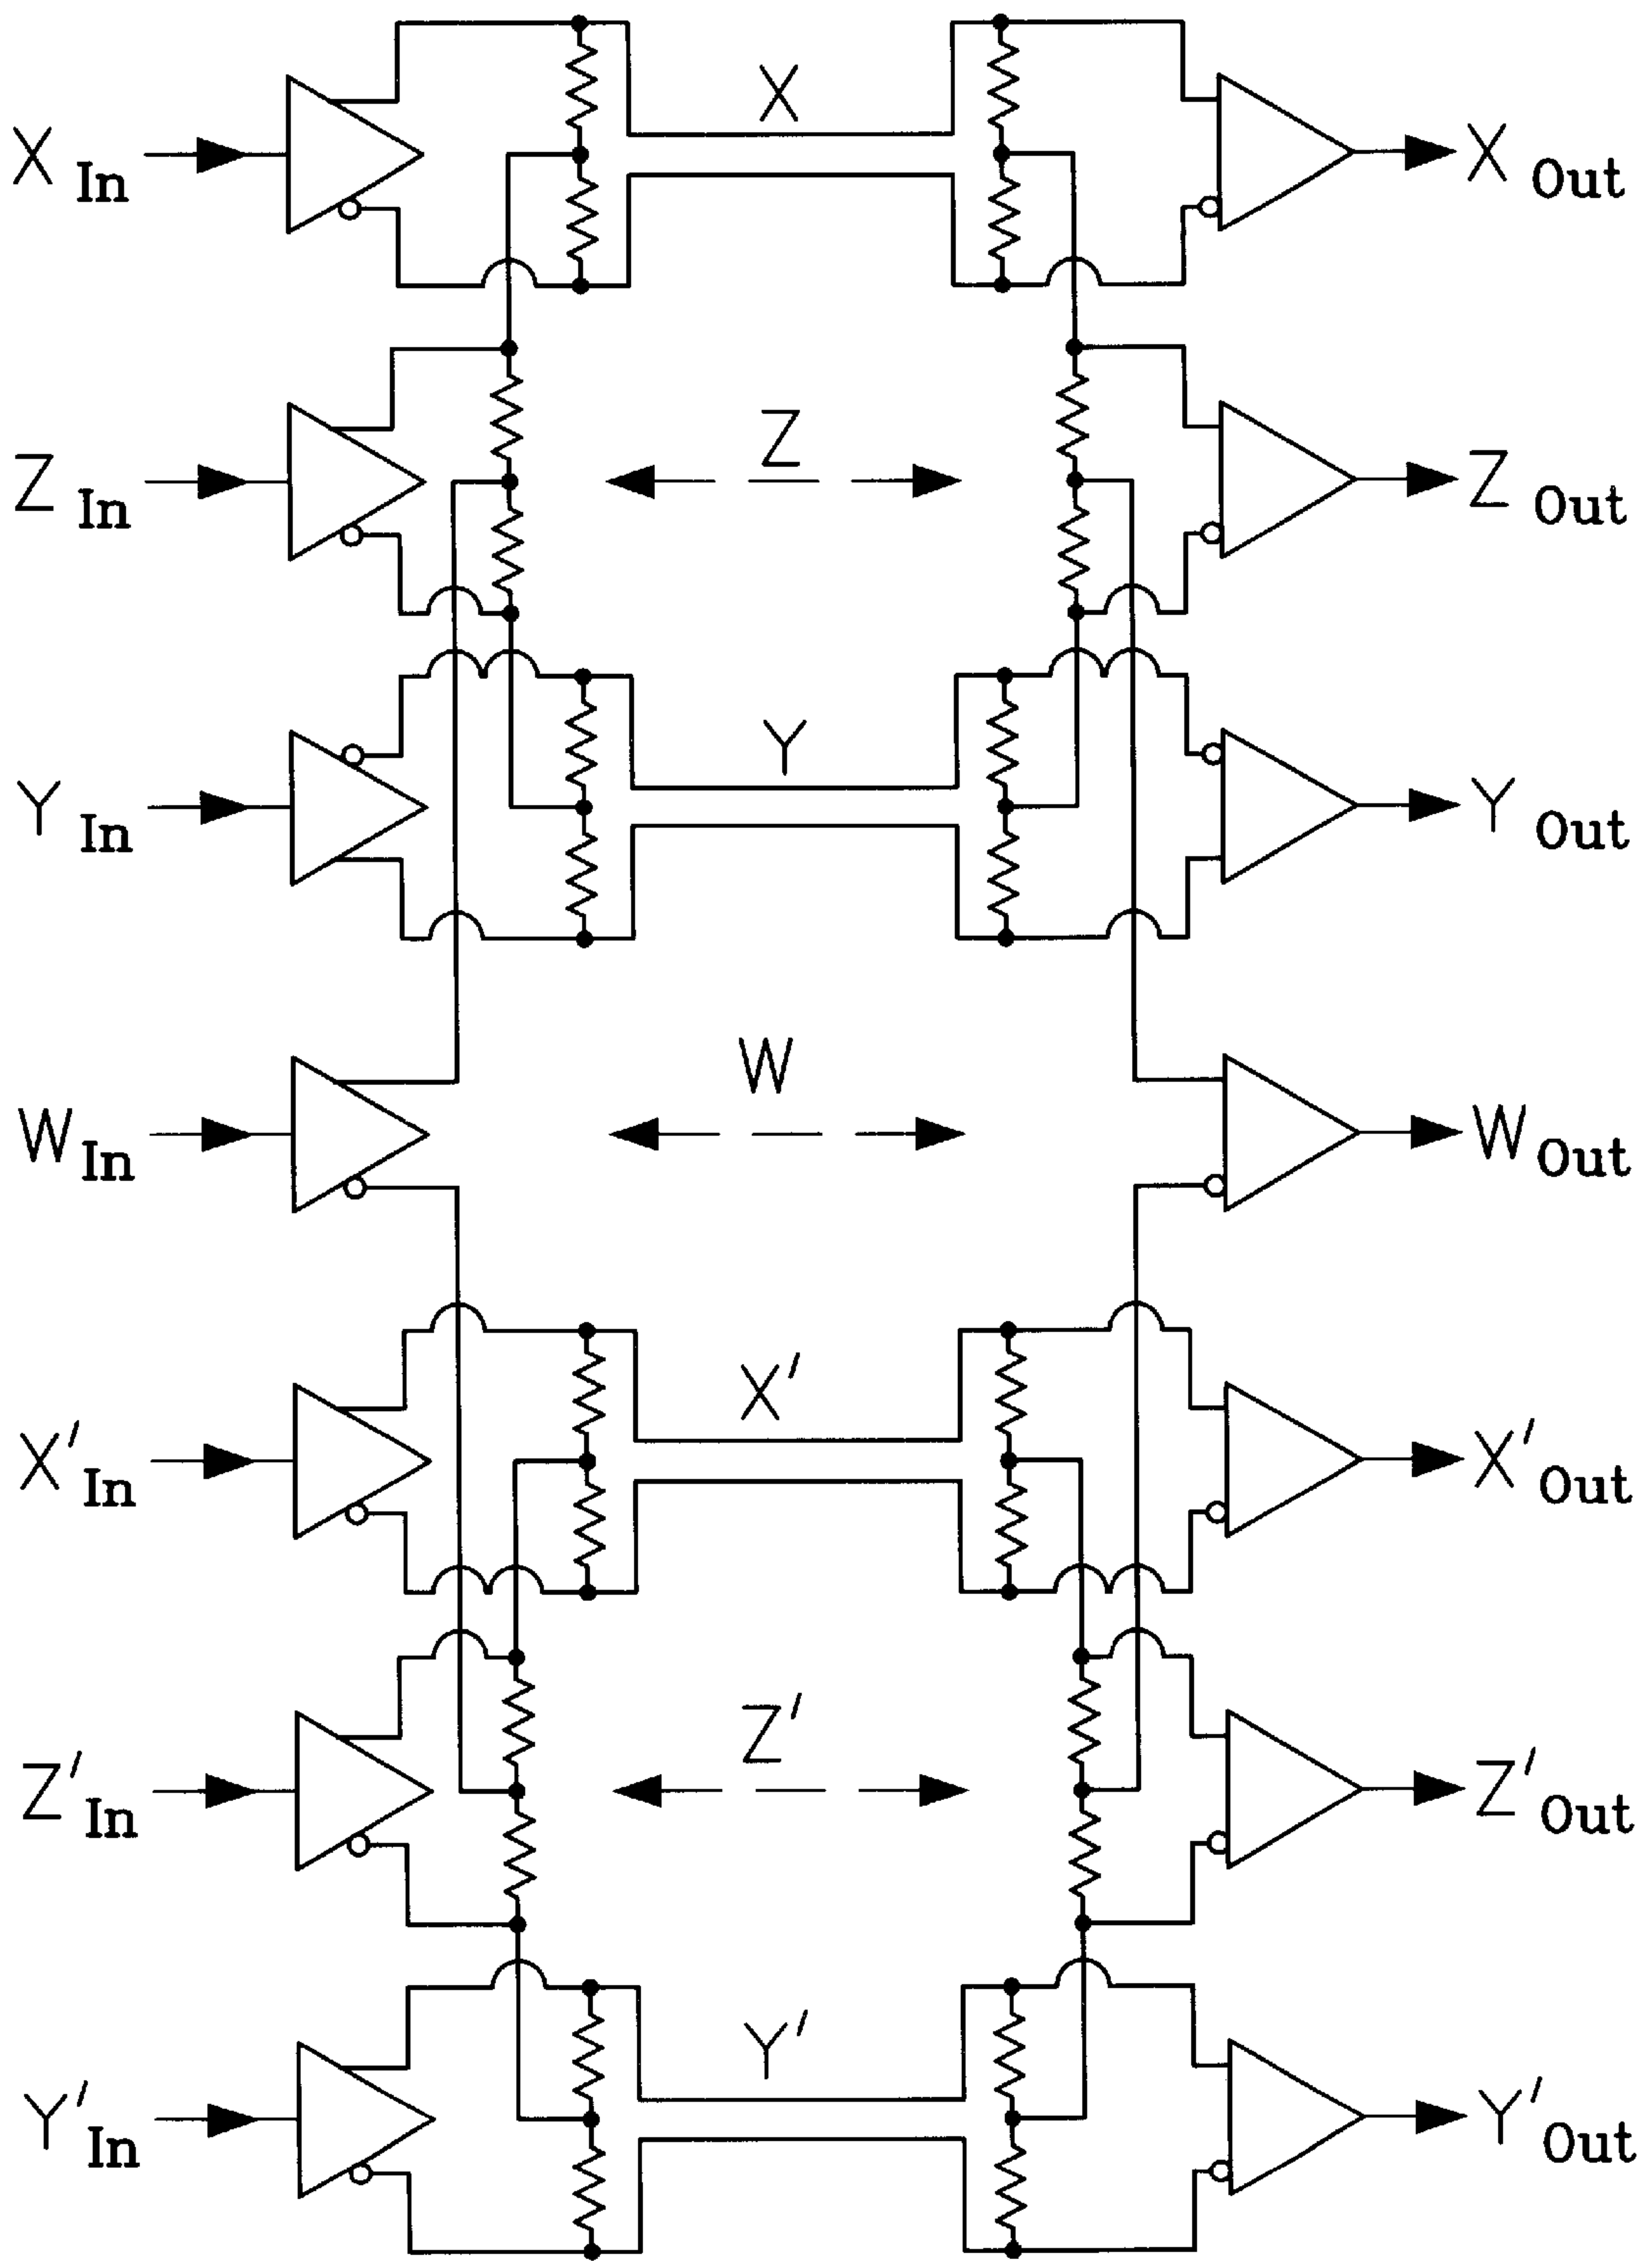 X In X X Out
Z In Z Z Out
Y In Y Y Out
W In W W Out
X' In X' X' Out
Z' In Z' Z' Out
Y' In Y' Y' Out